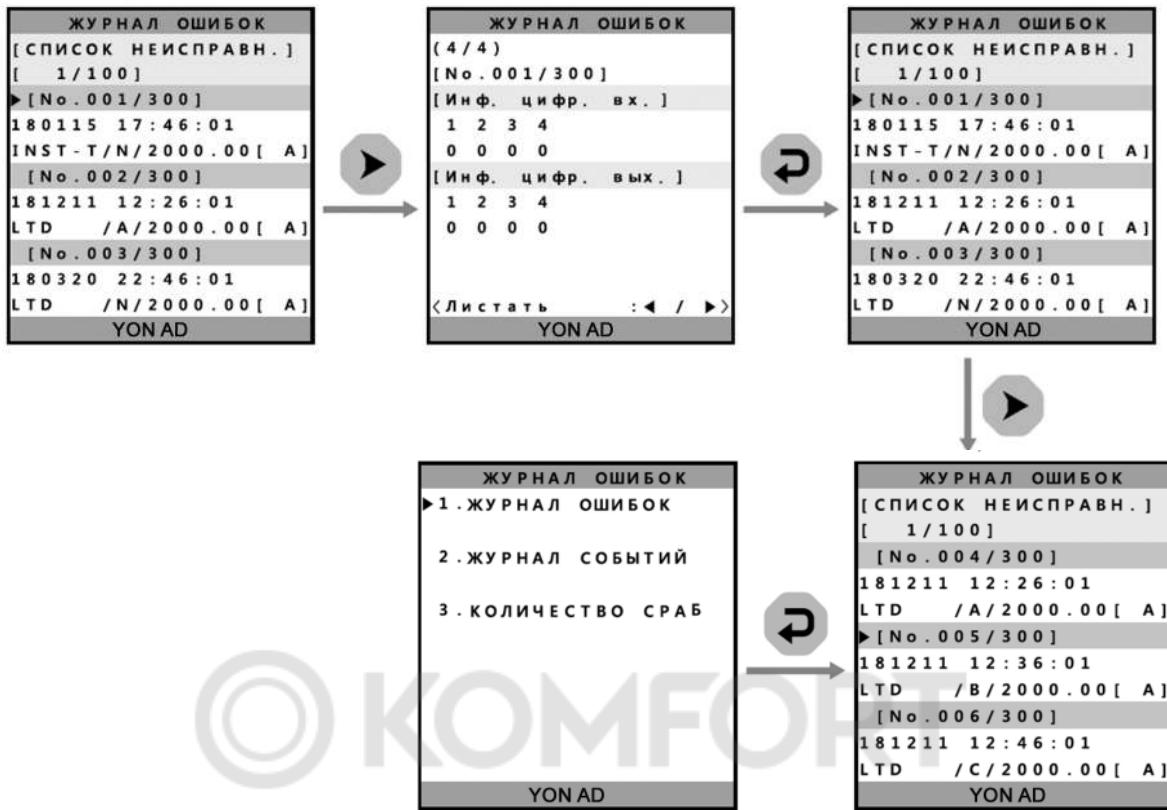 ЖУРНАЛ ОШИБОК
[СПИСОК НЕИСПРАВН.]
[ 1/100]
▶[No.001/300]
180115 17:46:01
INST-T/N/2000.00[ A]
[No.002/300]
181211 12:26:01
LTD /A/2000.00[ A]
[No.003/300]
180320 22:46:01
LTD /N/2000.00[ A]
YON AD
(4/4)
[No.001/300]
[Инф. цифр. вх. ]
1 2 3 4
0 0 0 0
[Инф. цифр. вых. ]
1 2 3 4
0 0 0 0
<Листать :◀ / ▶>
YON AD
ЖУРНАЛ ОШИБОК
[СПИСОК НЕИСПРАВН.]
[ 1/100]
▶[No.001/300]
180115 17:46:01
INST-T/N/2000.00[ A]
[No.002/300]
181211 12:26:01
LTD /A/2000.00[ A]
[No.003/300]
180320 22:46:01
LTD /N/2000.00[ A]
YON AD
ЖУРНАЛ ОШИБОК
▶1.ЖУРНАЛ ОШИБОК
2.ЖУРНАЛ СОБЫТИЙ
3.КОЛИЧЕСТВО СРАБ
YON AD
ЖУРНАЛ ОШИБОК
[СПИСОК НЕИСПРАВН.]
[ 1/100]
[No.004/300]
181211 12:26:01
LTD /A/2000.00[ A]
▶[No.005/300]
181211 12:36:01
LTD /B/2000.00[ A]
[No.006/300]
181211 12:46:01
LTD /C/2000.00[ A]
YON AD
KOMFORT